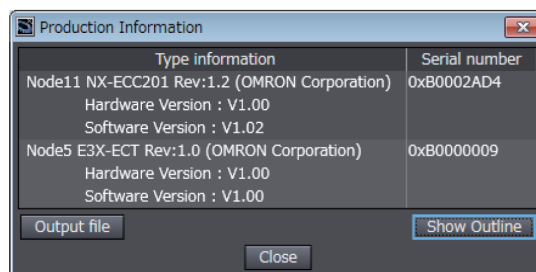 Production Information
Type information Serial number
Node11 NX-ECC201 Rev:1.2 (OMRON Corporation) 0xB0002AD4
Hardware Version : V1.00
Software Version : V1.02
Node5 E3X-ECT Rev:1.0 (OMRON Corporation) 0xB0000009
Hardware Version : V1.00
Software Version : V1.00
Output file Show Outline
Close